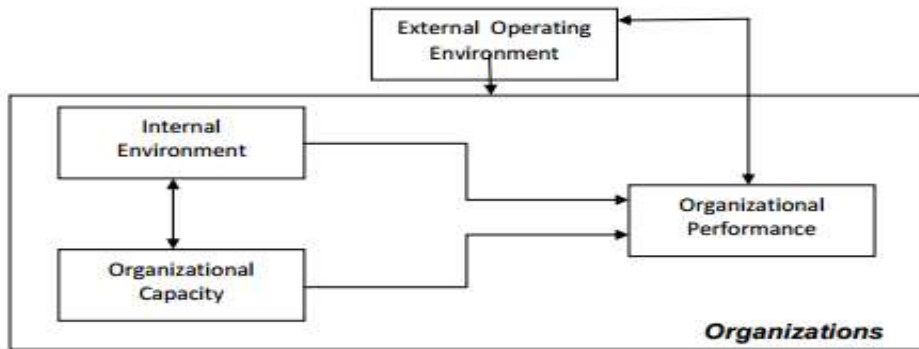 External Operating
Environment
Internal
Environment
Organizational
Performance
Organizational
Capacity
Organizations